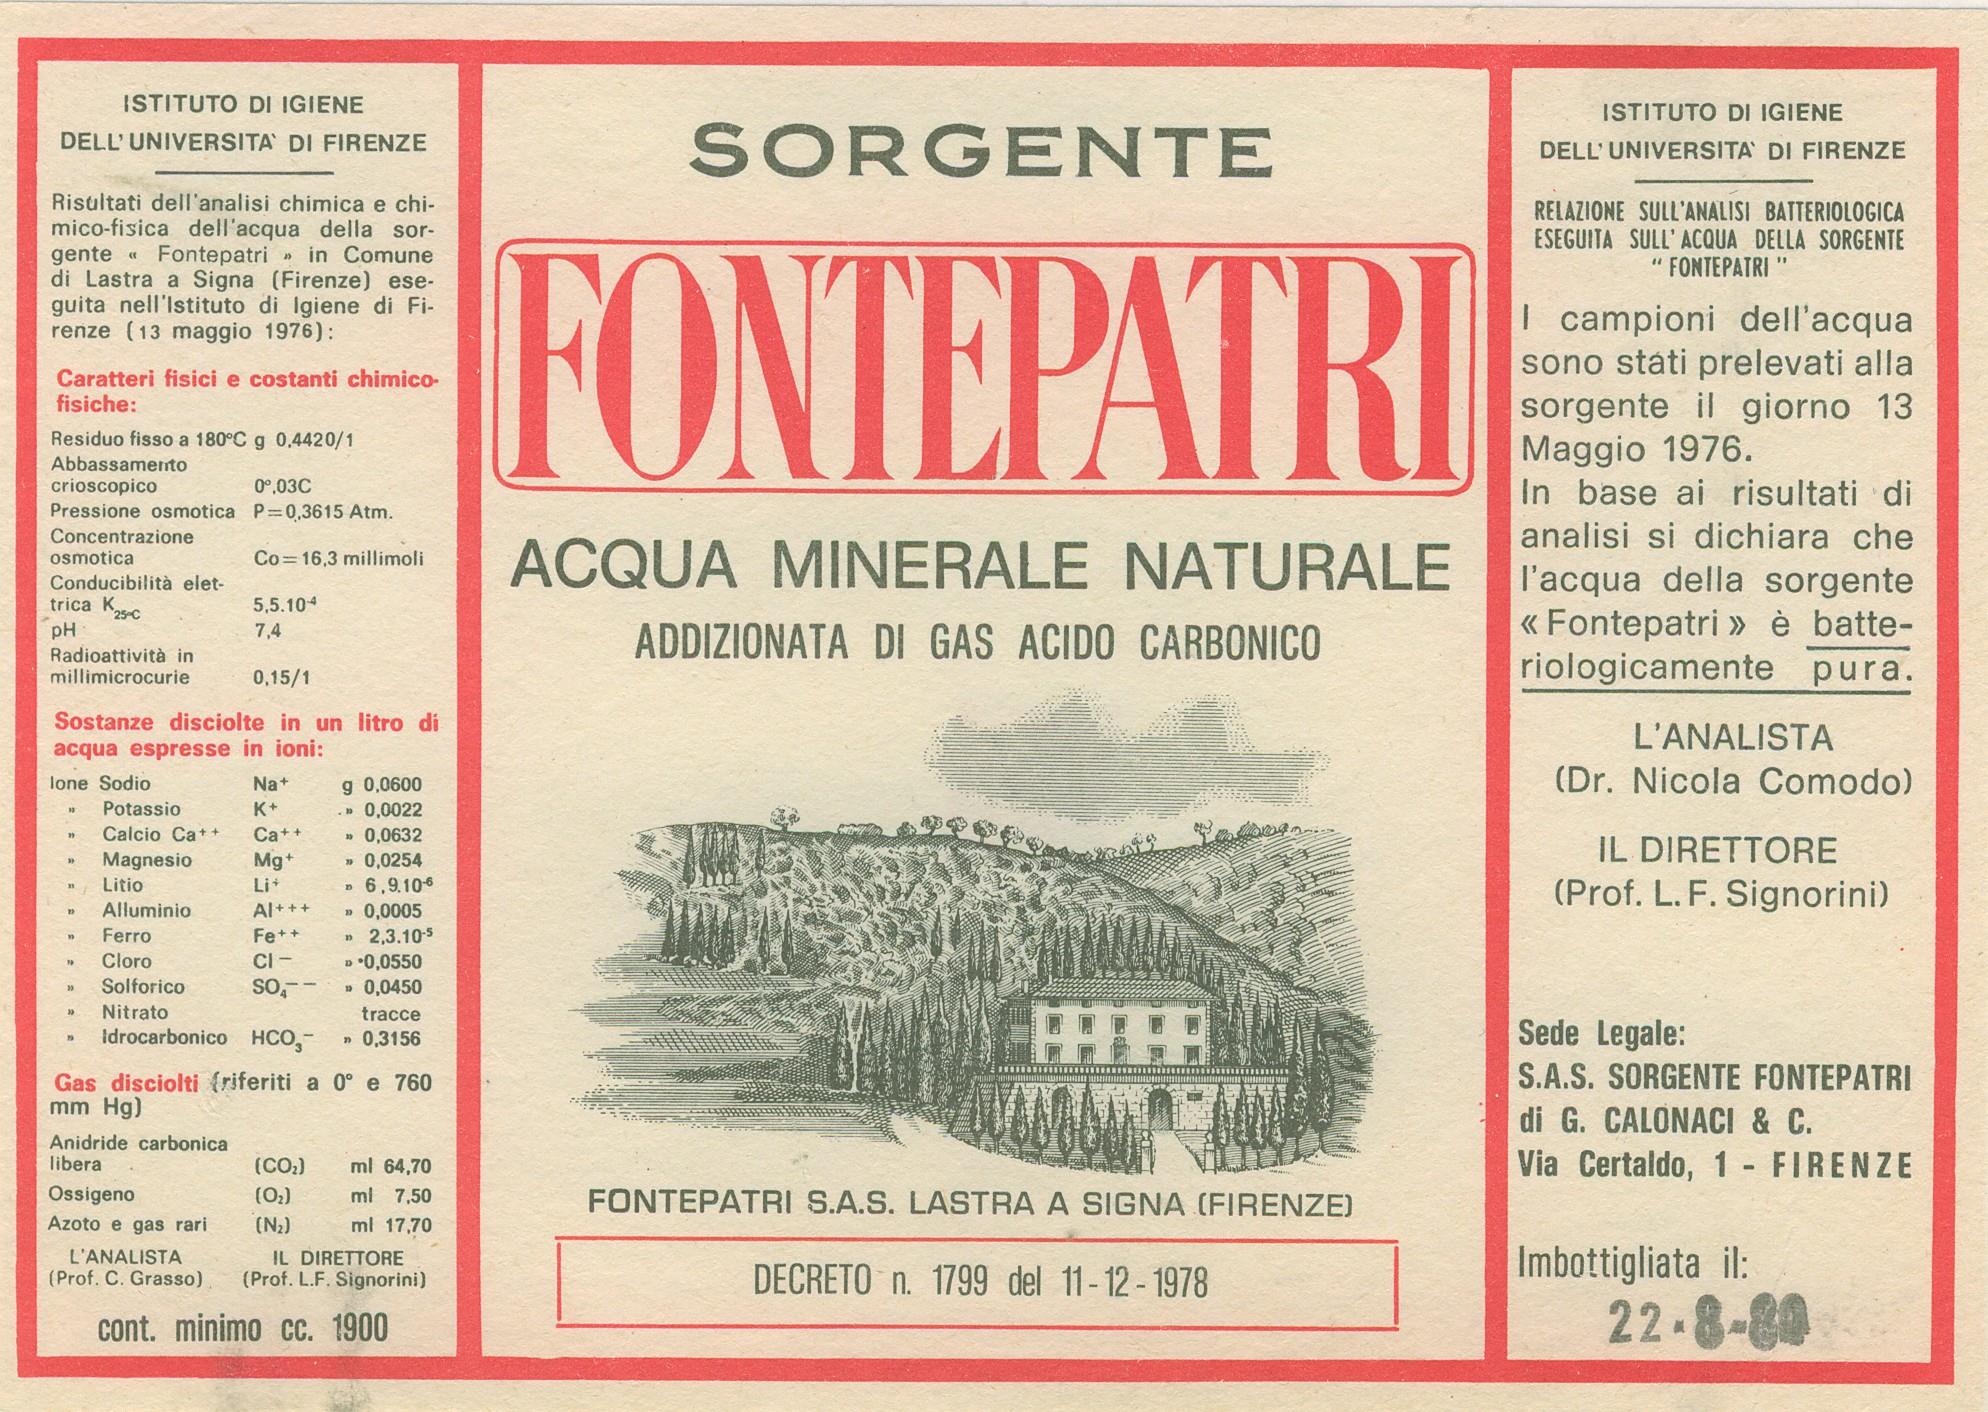 ISTITUTO DI IGIENE
DELL'UNIVERSITA` DI FIRENZE
Risultati dell'analisi chimica e chi-
mico-fisica dell'acqua della sor-
gente « Fontepatri » in Comune
di Lastra a Signa (Firenze) ese-
guita nell'Istituto di Igiene di Fi-
renze (13 maggio 1976):
Caratteri fisici e costanti chimico-
fisiche:
Residuo fisso a 180°C g 0,4420/1
Abbassamento
crioscopico 0°,03C
Pressione osmotica P=0,3615 Atm.
Concentrazione
osmotica Co=16,3 millimoli
Conducibilità elet-
trica K25°C 5,5.10-4
pH 7,4
Radioattività in
millimicrocurie 0,15/1
Sostanze disciolte in un litro di
acqua espresse in ioni:
Ione Sodio Na+ g 0,0600
» Potassio K+ » 0,0022
» Calcio Ca++ Ca++ » 0,0632
» Magnesio Mg+ » 0,0254
» Litio Li+ » 6,9.10-6
» Alluminio Al+++ » 0,0005
» Ferro Fe++ » 2,3.10-5
» Cloro Cl− » 0,0550
» Solforico SO4−− » 0,0450
» Nitrato tracce
» Idrocarbonico HCO3− » 0,3156
Gas disciolti (riferiti a 0° e 760
mm Hg)
Anidride carbonica
libera (CO2) ml 64,70
Ossigeno (O2) ml 7,50
Azoto e gas rari (N2) ml 17,70
L'ANALISTA IL DIRETTORE
(Prof. C. Grasso) (Prof. L.F. Signorini)
cont. minimo cc. 1900
SORGENTE
FONTEPATRI
ACQUA MINERALE NATURALE
ADDIZIONATA DI GAS ACIDO CARBONICO
FONTEPATRI S.A.S. LASTRA A SIGNA (FIRENZE)
DECRETO n. 1799 del 11-12-1978
ISTITUTO DI IGIENE
DELL'UNIVERSITA` DI FIRENZE
RELAZIONE SULL'ANALISI BATTERIOLOGICA
ESEGUITA SULL'ACQUA DELLA SORGENTE
" FONTEPATRI "
I campioni dell'acqua
sono stati prelevati alla
sorgente il giorno 13
Maggio 1976.
In base ai risultati di
analisi si dichiara che
l'acqua della sorgente
«Fontepatri» è batte-
riologicamente pura.
L'ANALISTA
(Dr. Nicola Comodo)
IL DIRETTORE
(Prof. L.F. Signorini)
Sede Legale:
S.A.S. SORGENTE FONTEPATRI
di G. CALONACI & C.
Via Certaldo, 1 - FIRENZE
Imbottigliata il:
22-8-80